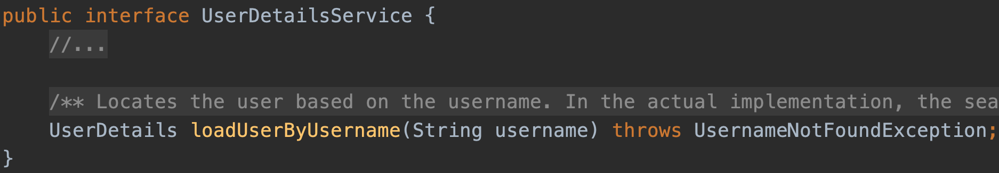 public interface UserDetailsService {
//...
/** Locates the user based on the username. In the actual implementation, the sea
UserDetails loadUserByUsername(String username) throws UsernameNotFoundException;
}